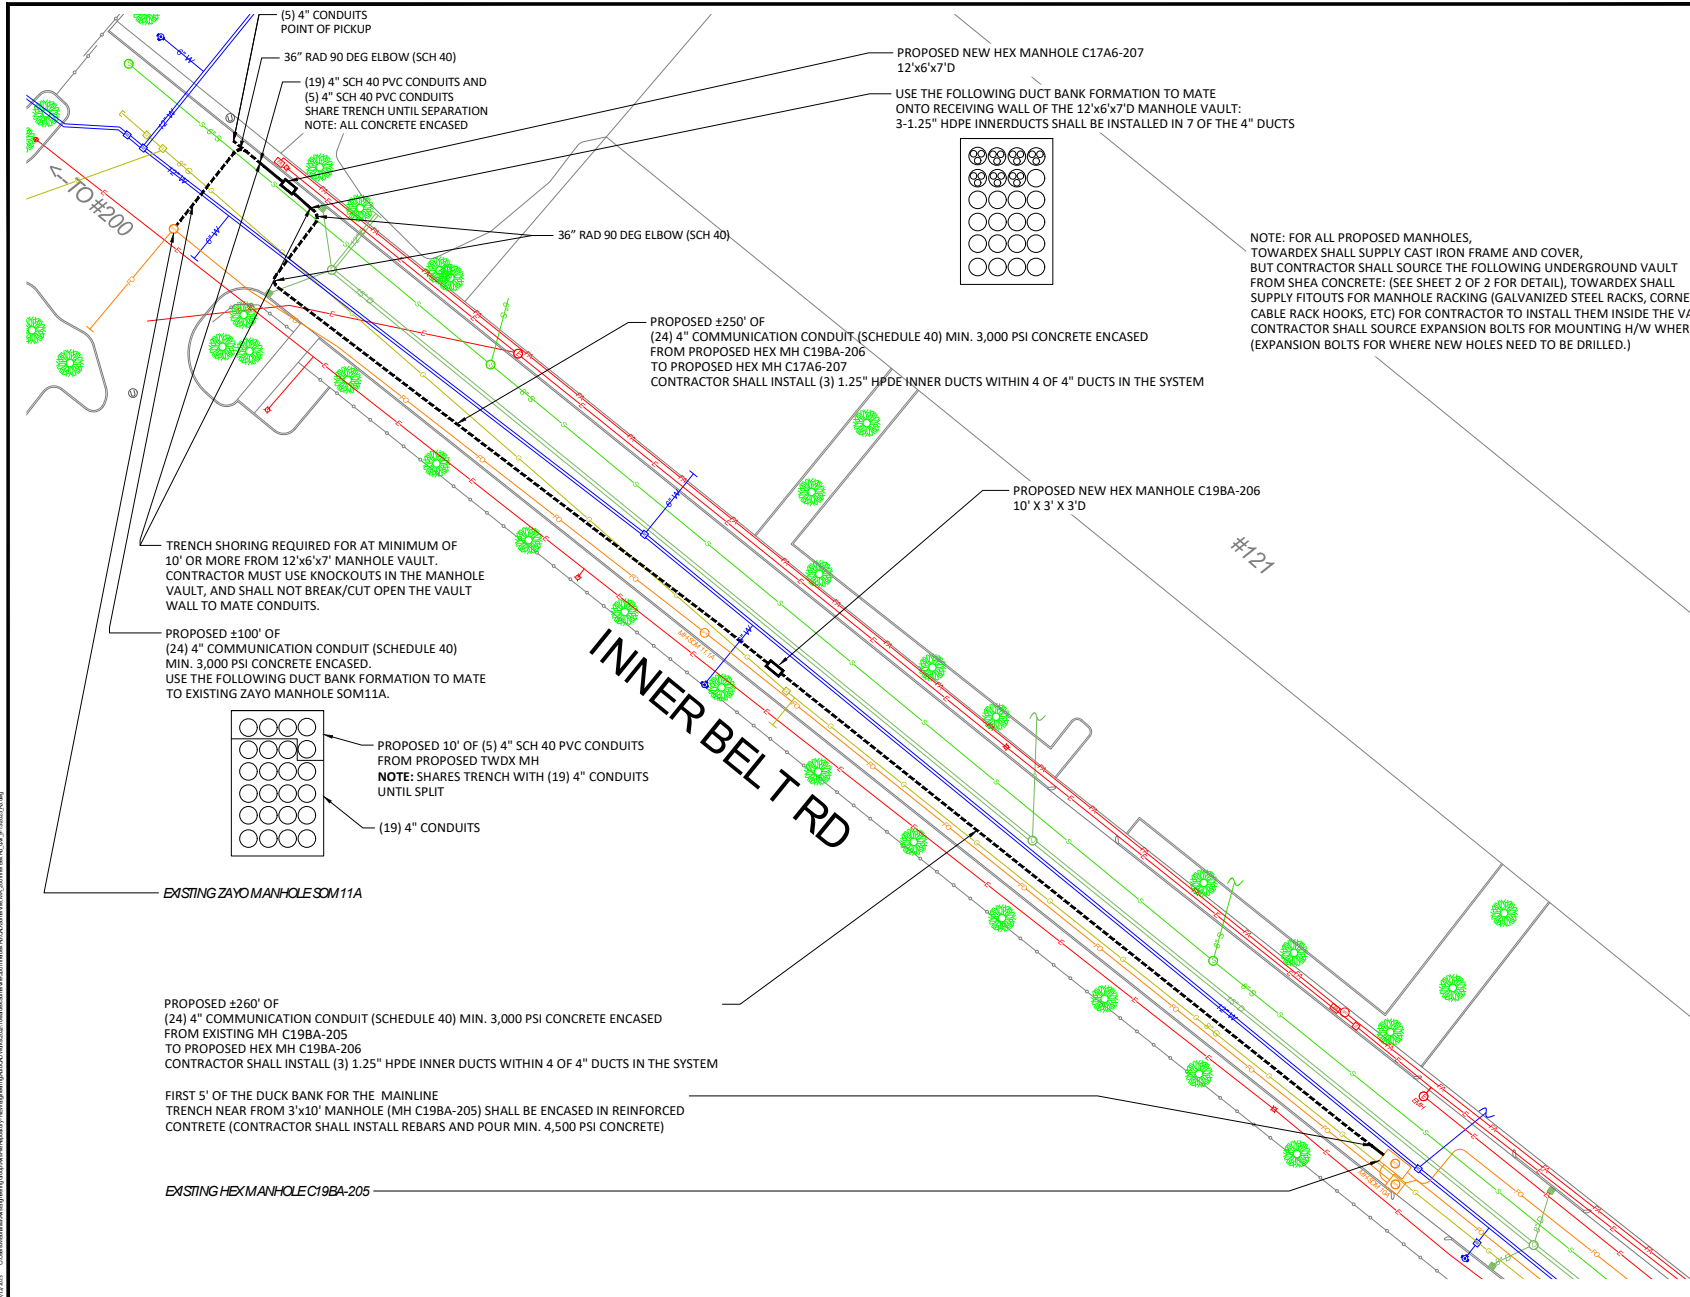 (5) 4" CONDUITS
POINT OF PICKUP
36” RAD 90 DEG ELBOW (SCH 40)
(19) 4" SCH 40 PVC CONDUITS AND
(5) 4" SCH 40 PVC CONDUITS
SHARE TRENCH UNTIL SEPARATION
NOTE: ALL CONCRETE ENCASED
PROPOSED NEW HEX MANHOLE C17A6-207
12'x6'x7'D
USE THE FOLLOWING DUCT BANK FORMATION TO MATE
ONTO RECEIVING WALL OF THE 12'x6'x7'D MANHOLE VAULT:
3-1.25" HDPE INNERDUCTS SHALL BE INSTALLED IN 7 OF THE 4" DUCTS
<--TO #200
36” RAD 90 DEG ELBOW (SCH 40)
NOTE: FOR ALL PROPOSED MANHOLES,
TOWARDEX SHALL SUPPLY CAST IRON FRAME AND COVER,
BUT CONTRACTOR SHALL SOURCE THE FOLLOWING UNDERGROUND VAULT
FROM SHEA CONCRETE: (SEE SHEET 2 OF 2 FOR DETAIL), TOWARDEX SHALL
SUPPLY FITOUTS FOR MANHOLE RACKING (GALVANIZED STEEL RACKS, CORNE
CABLE RACK HOOKS, ETC) FOR CONTRACTOR TO INSTALL THEM INSIDE THE VA
CONTRACTOR SHALL SOURCE EXPANSION BOLTS FOR MOUNTING H/W WHER
(EXPANSION BOLTS FOR WHERE NEW HOLES NEED TO BE DRILLED.)
PROPOSED ±250' OF
(24) 4" COMMUNICATION CONDUIT (SCHEDULE 40) MIN. 3,000 PSI CONCRETE ENCASED
FROM PROPOSED HEX MH C19BA-206
TO PROPOSED HEX MH C17A6-207
CONTRACTOR SHALL INSTALL (3) 1.25" HPDE INNER DUCTS WITHIN 4 OF 4" DUCTS IN THE SYSTEM
PROPOSED NEW HEX MANHOLE C19BA-206
10' X 3' X 3'D
#121
TRENCH SHORING REQUIRED FOR AT MINIMUM OF
10' OR MORE FROM 12'x6'x7' MANHOLE VAULT.
CONTRACTOR MUST USE KNOCKOUTS IN THE MANHOLE
VAULT, AND SHALL NOT BREAK/CUT OPEN THE VAULT
WALL TO MATE CONDUITS.
PROPOSED ±100' OF
(24) 4" COMMUNICATION CONDUIT (SCHEDULE 40)
MIN. 3,000 PSI CONCRETE ENCASED.
USE THE FOLLOWING DUCT BANK FORMATION TO MATE
TO EXISTING ZAYO MANHOLE SOM11A.
INNER BELT RD
PROPOSED 10' OF (5) 4" SCH 40 PVC CONDUITS
FROM PROPOSED TWDX MH
NOTE: SHARES TRENCH WITH (19) 4" CONDUITS
UNTIL SPLIT
(19) 4" CONDUITS
EXISTING ZAYO MANHOLE SOM11A
PROPOSED ±260' OF
(24) 4" COMMUNICATION CONDUIT (SCHEDULE 40) MIN. 3,000 PSI CONCRETE ENCASED
FROM EXISTING MH C19BA-205
TO PROPOSED HEX MH C19BA-206
CONTRACTOR SHALL INSTALL (3) 1.25" HPDE INNER DUCTS WITHIN 4 OF 4" DUCTS IN THE SYSTEM
FIRST 5' OF THE DUCK BANK FOR THE MAINLINE
TRENCH NEAR FROM 3'x10' MANHOLE (MH C19BA-205) SHALL BE ENCASED IN REINFORCED
CONTRETE (CONTRACTOR SHALL INSTALL REBARS AND POUR MIN. 4,500 PSI CONCRETE)
EXISTING HEX MANHOLE C19BA-205